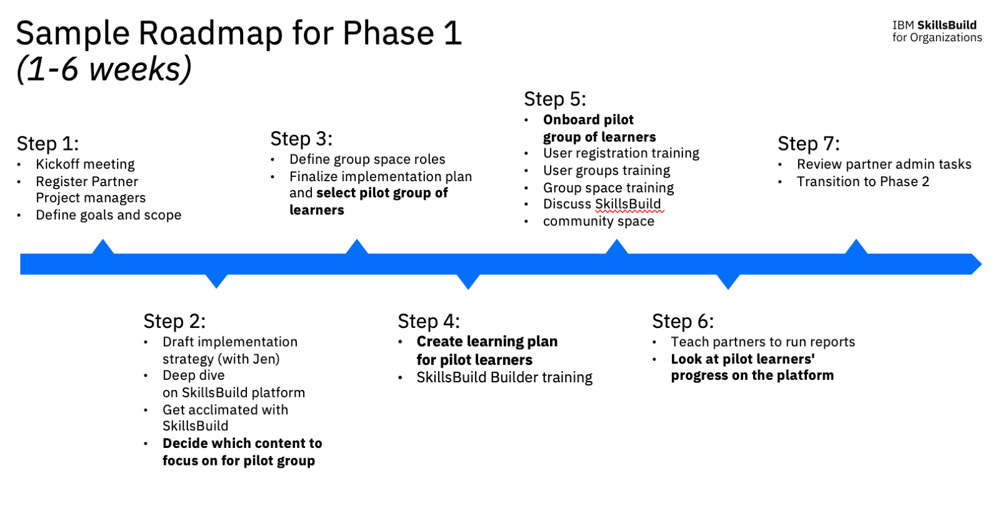 Sample Roadmap for Phase 1
(1-6 weeks)
IBM SkillsBuild
for Organizations
Step 1:
• Kickoff meeting
• Register Partner
Project managers
• Define goals and scope
Step 3:
• Define group space roles
• Finalize implementation plan
and select pilot group of
learners
Step 5:
• Onboard pilot
group of learners
• User registration training
• User groups training
• Group space training
• Discuss SkillsBuild
• community space
Step 7:
• Review partner admin tasks
• Transition to Phase 2
Step 2:
• Draft implementation
strategy (with Jen)
• Deep dive
on SkillsBuild platform
• Get acclimated with
SkillsBuild
• Decide which content to
focus on for pilot group
Step 4:
• Create learning plan
for pilot learners
• SkillsBuild Builder training
Step 6:
• Teach partners to run reports
• Look at pilot learners'
progress on the platform